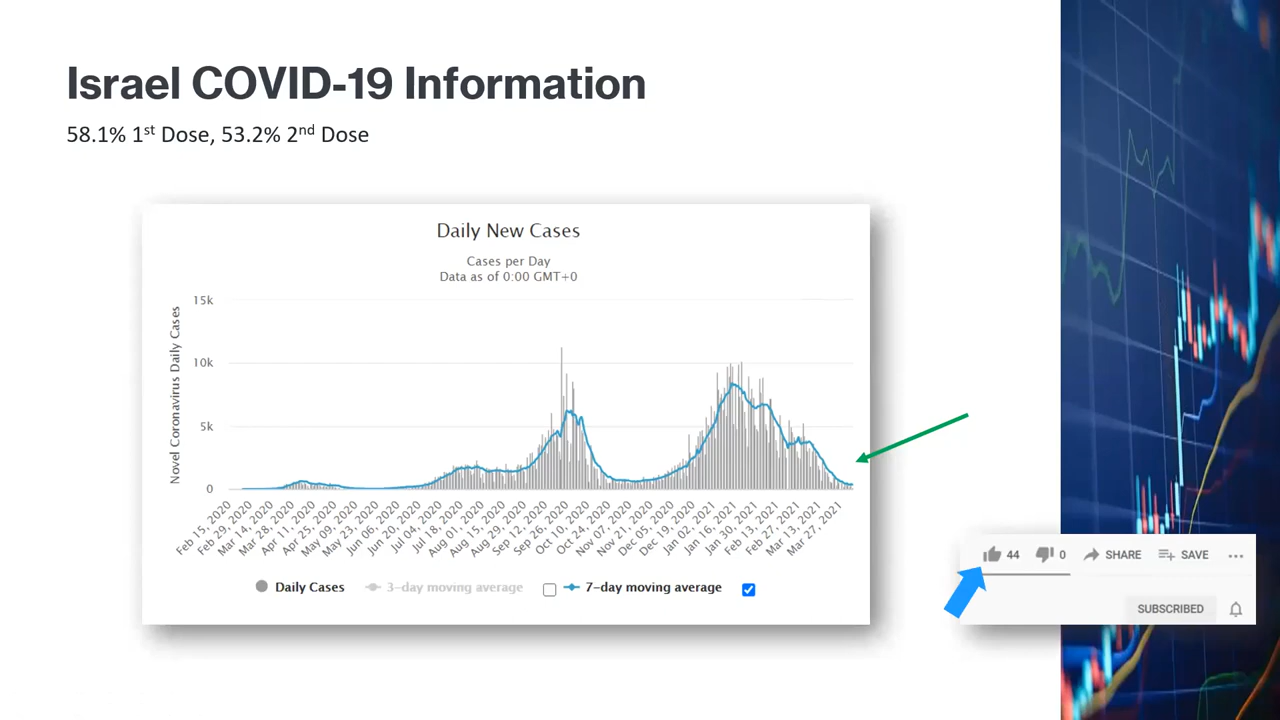 Israel COVID-19 Information
58.1% 1st Dose, 53.2% 2nd Dose
Daily New Cases
Cases per Day
Data as of 0:00 GMT+0
Novel Coronavirus Daily Cases
15k
10k
5k
0
Feb 15, 2020
Feb 29, 2020
Mar 14, 2020
Mar 28, 2020
Apr 11, 2020
Apr 25, 2020
May 09, 2020
May 23, 2020
Jun 06, 2020
Jun 20, 2020
Jul 04, 2020
Jul 18, 2020
Aug 01, 2020
Aug 15, 2020
Aug 29, 2020
Sep 12, 2020
Sep 26, 2020
Oct 10, 2020
Oct 24, 2020
Nov 07, 2020
Nov 21, 2020
Dec 05, 2020
Dec 19, 2020
Jan 02, 2021
Jan 16, 2021
Jan 30, 2021
Feb 13, 2021
Feb 27, 2021
Mar 13, 2021
Mar 27, 2021
Daily Cases 3-day moving average 7-day moving average
44 0 SHARE SAVE ...
SUBSCRIBED